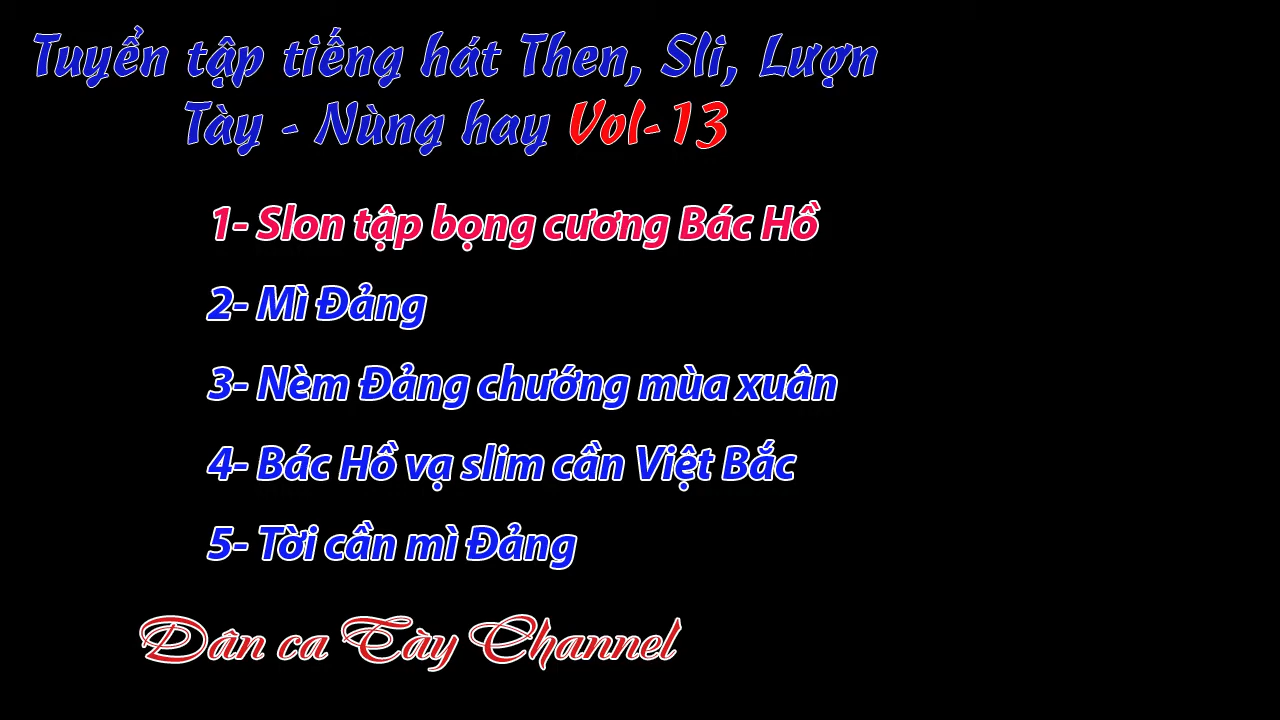 Tuyển tập tiếng hát Then, Sli, Lượn
Tày - Nùng hay Vol-13
1- Slon tập bọng cương Bác Hồ
2- Mì Đảng
3- Nèm Đảng chướng mùa xuân
4- Bác Hồ vạ slim cần Việt Bắc
5- Tời cần mì Đảng
Dân ca Tày Channel